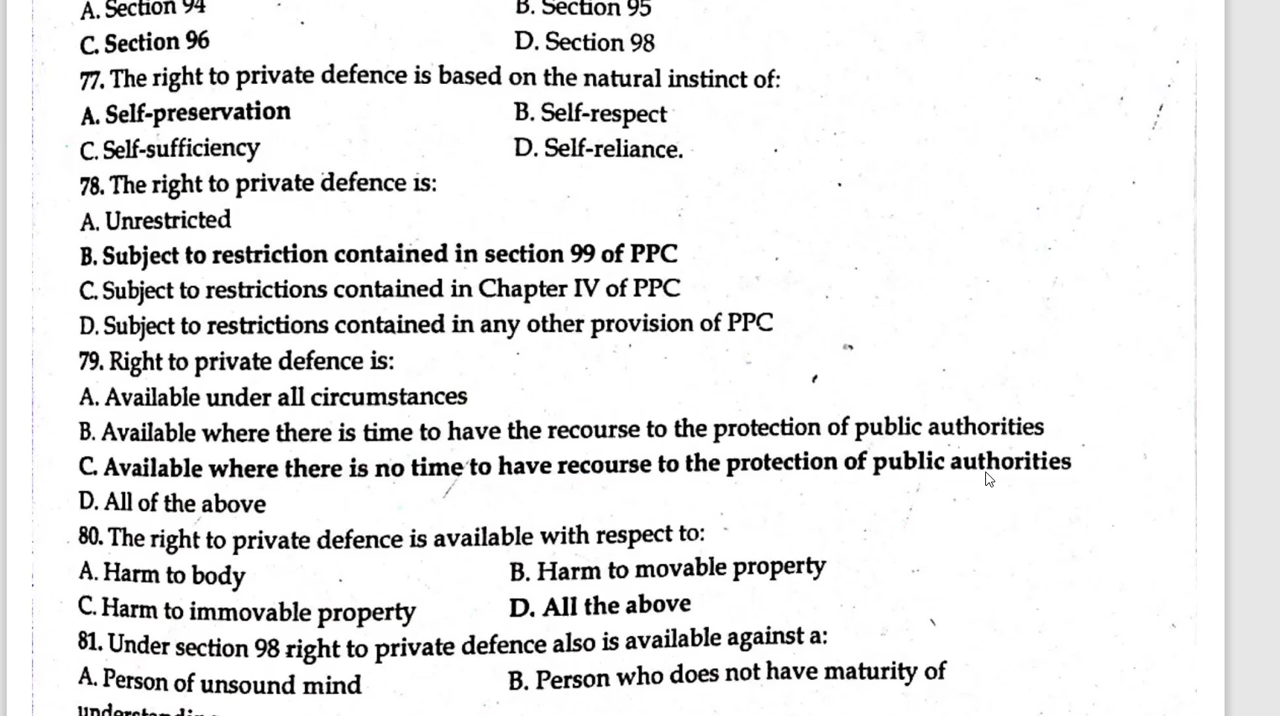 A. Section 94 B. Section 95
C. Section 96 D. Section 98
77. The right to private defence is based on the natural instinct of:
A. Self-preservation B. Self-respect
C. Self-sufficiency D. Self-reliance.
78. The right to private defence is:
A. Unrestricted
B. Subject to restriction contained in section 99 of PPC
C. Subject to restrictions contained in Chapter IV of PPC
D. Subject to restrictions contained in any other provision of PPC
79. Right to private defence is:
A. Available under all circumstances
B. Available where there is time to have the recourse to the protection of public authorities
C. Available where there is no time to have recourse to the protection of public authorities
D. All of the above
80. The right to private defence is available with respect to:
A. Harm to body B. Harm to movable property
C. Harm to immovable property D. All the above
81. Under section 98 right to private defence also is available against a:
A. Person of unsound mind B. Person who does not have maturity of
understanding